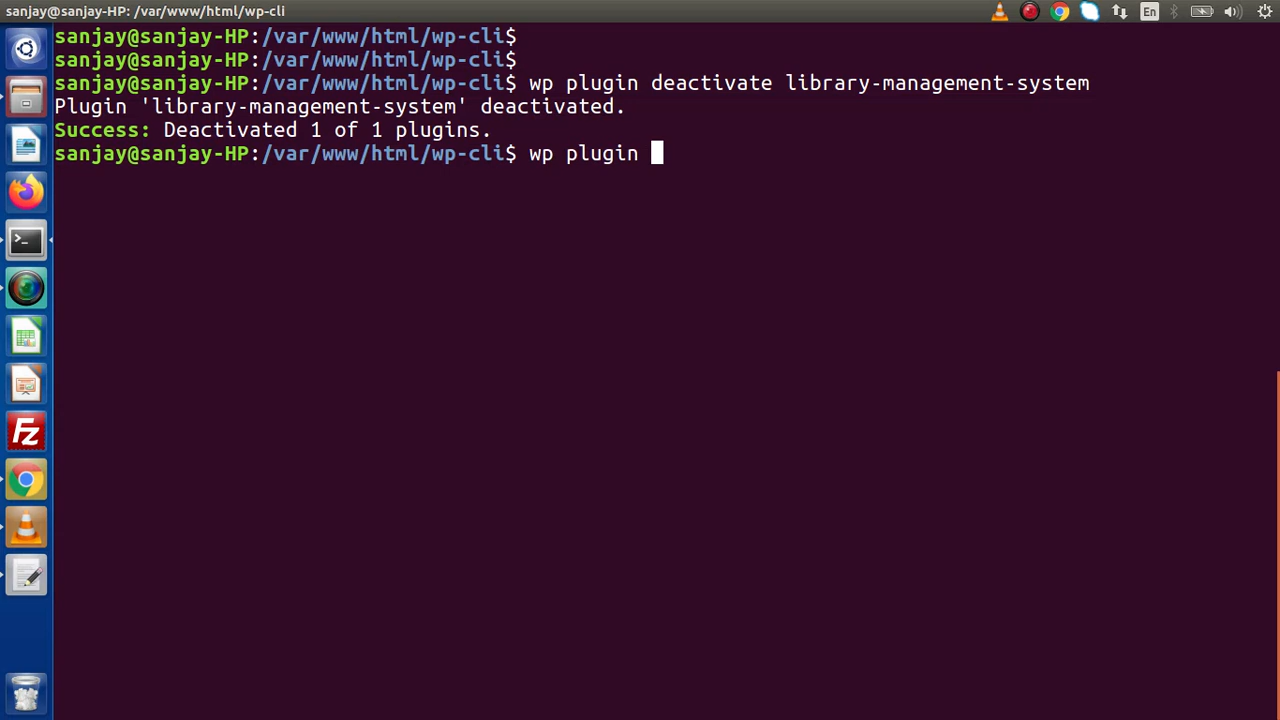 sanjay@sanjay-HP: /var/www/html/wp-cli
En
sanjay@sanjay-HP:/var/www/html/wp-cli$
sanjay@sanjay-HP:/var/www/html/wp-cli$
sanjay@sanjay-HP:/var/www/html/wp-cli$ wp plugin deactivate library-management-system
Plugin 'library-management-system' deactivated.
Success: Deactivated 1 of 1 plugins.
sanjay@sanjay-HP:/var/www/html/wp-cli$ wp plugin
Fz